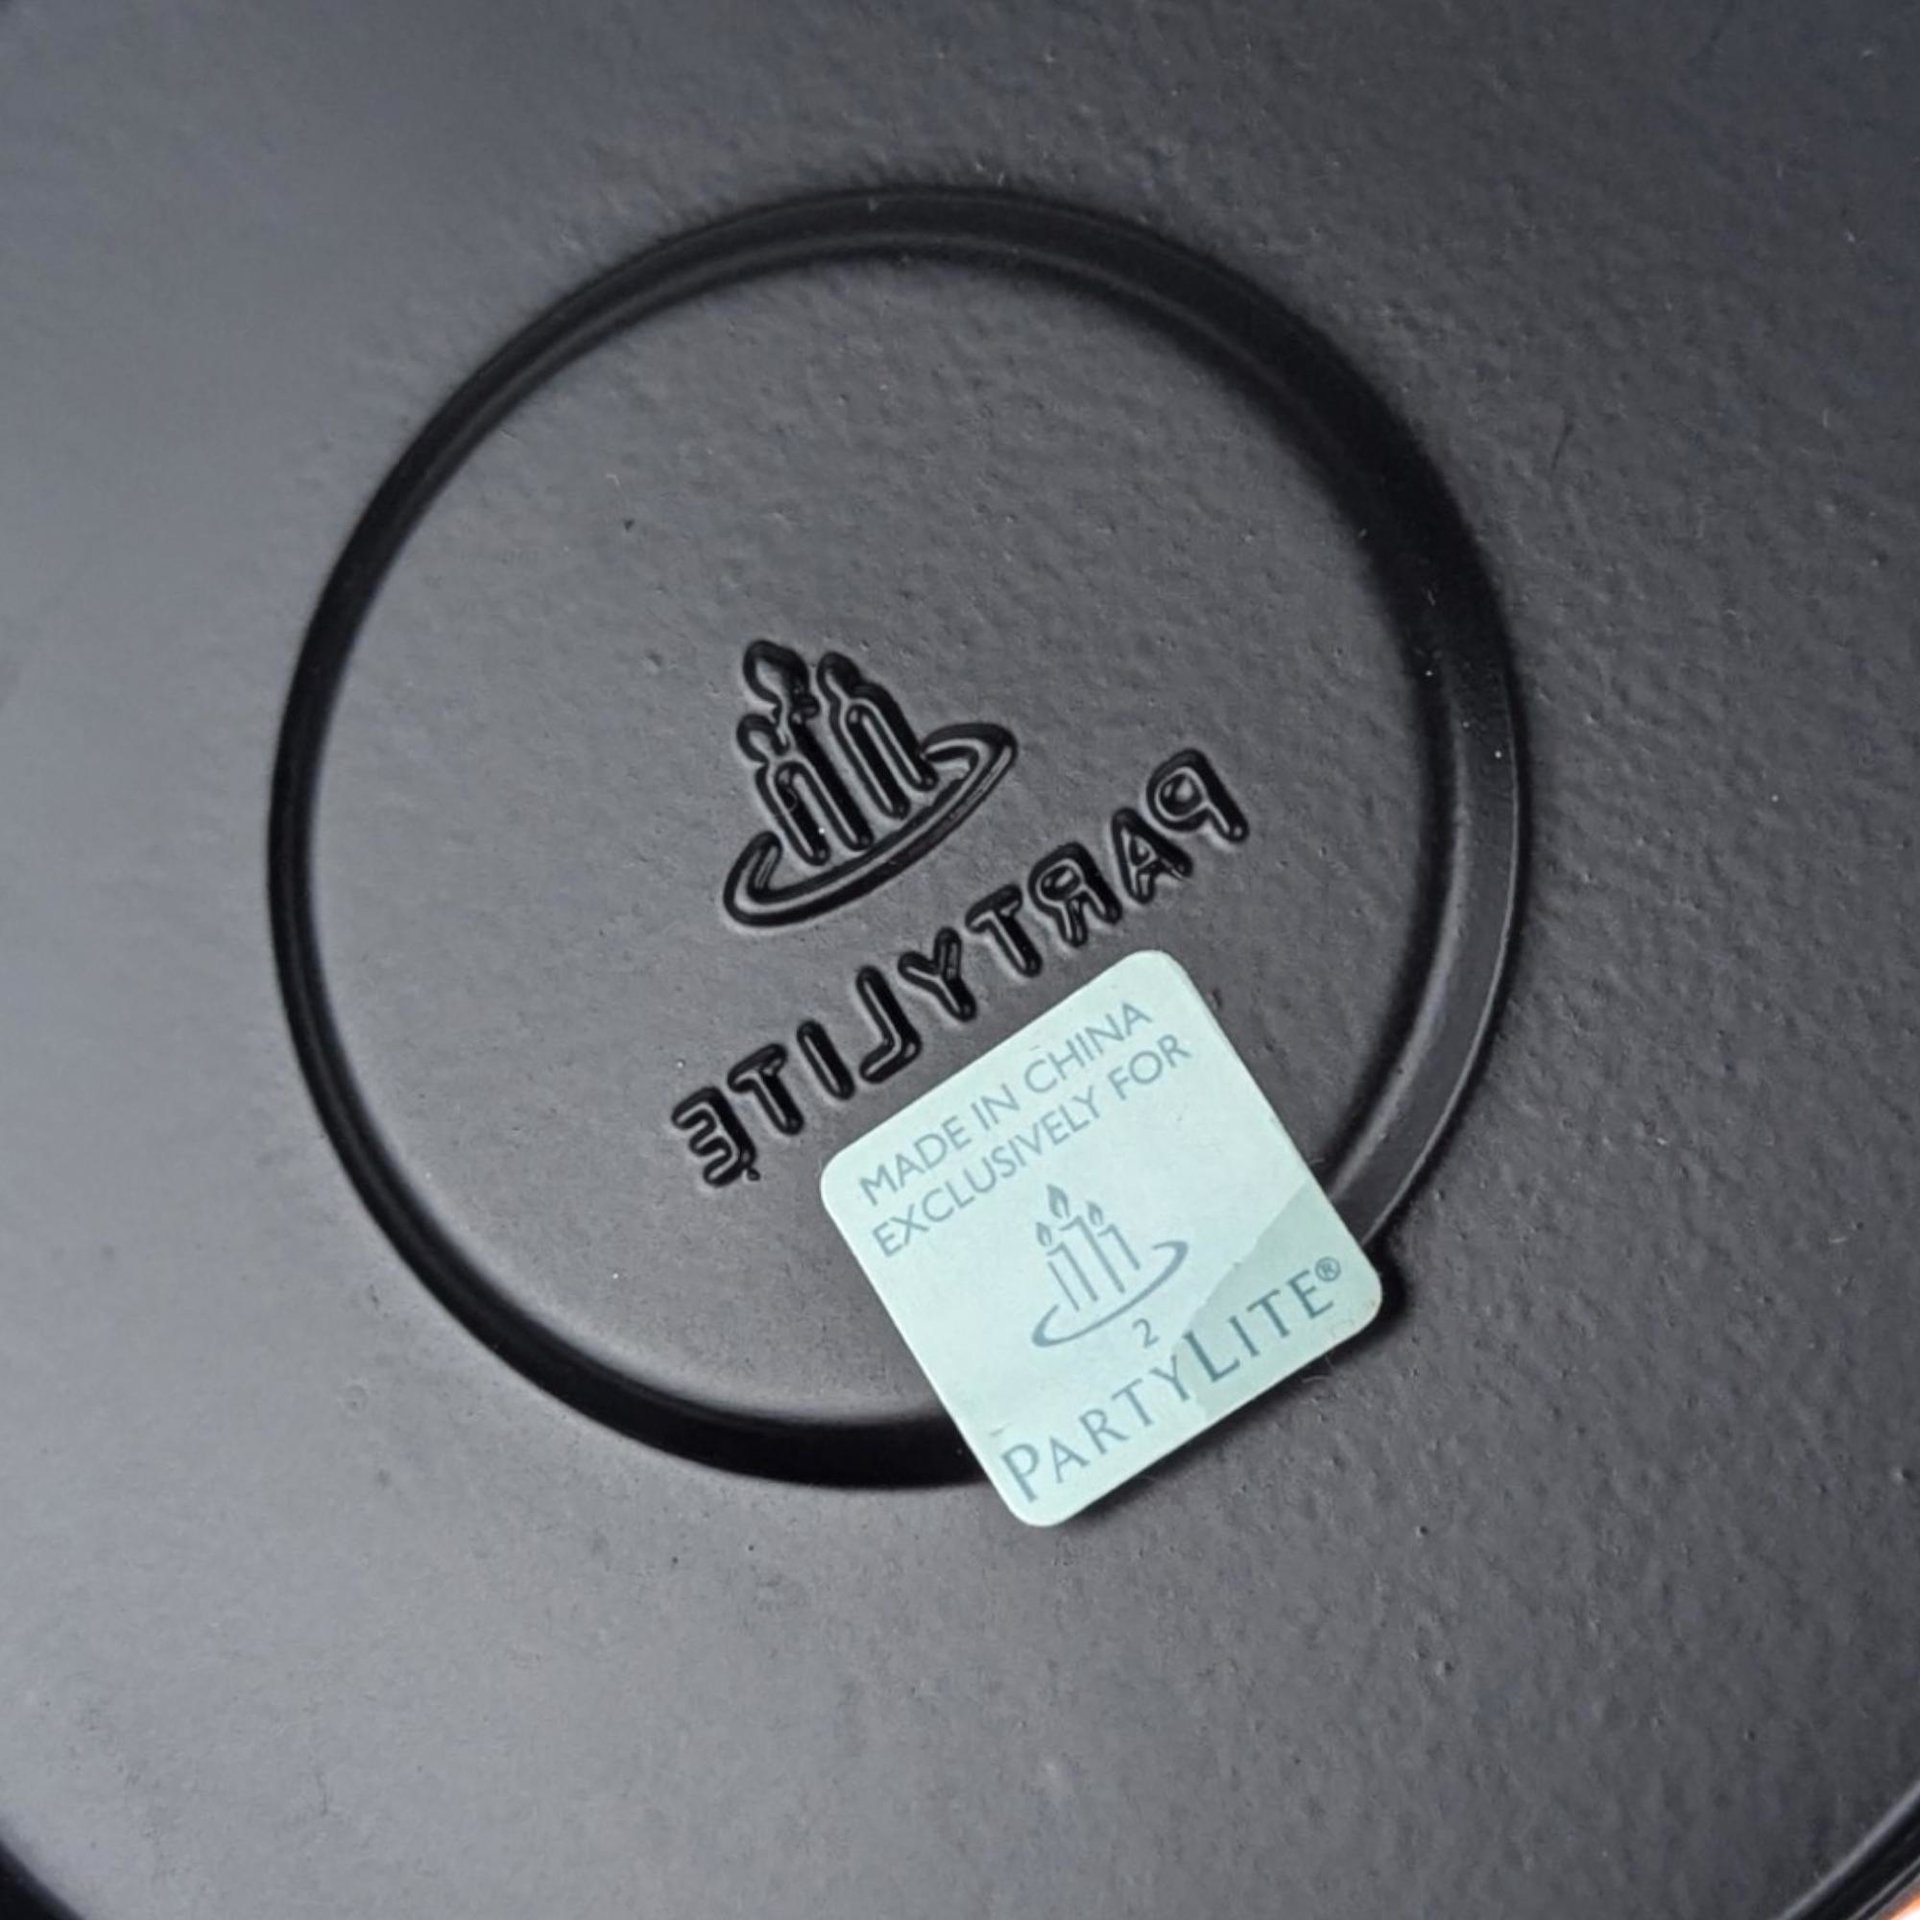 PARTYLITE
MADE IN CHINA
EXCLUSIVELY FOR
2
PARTYLITE®